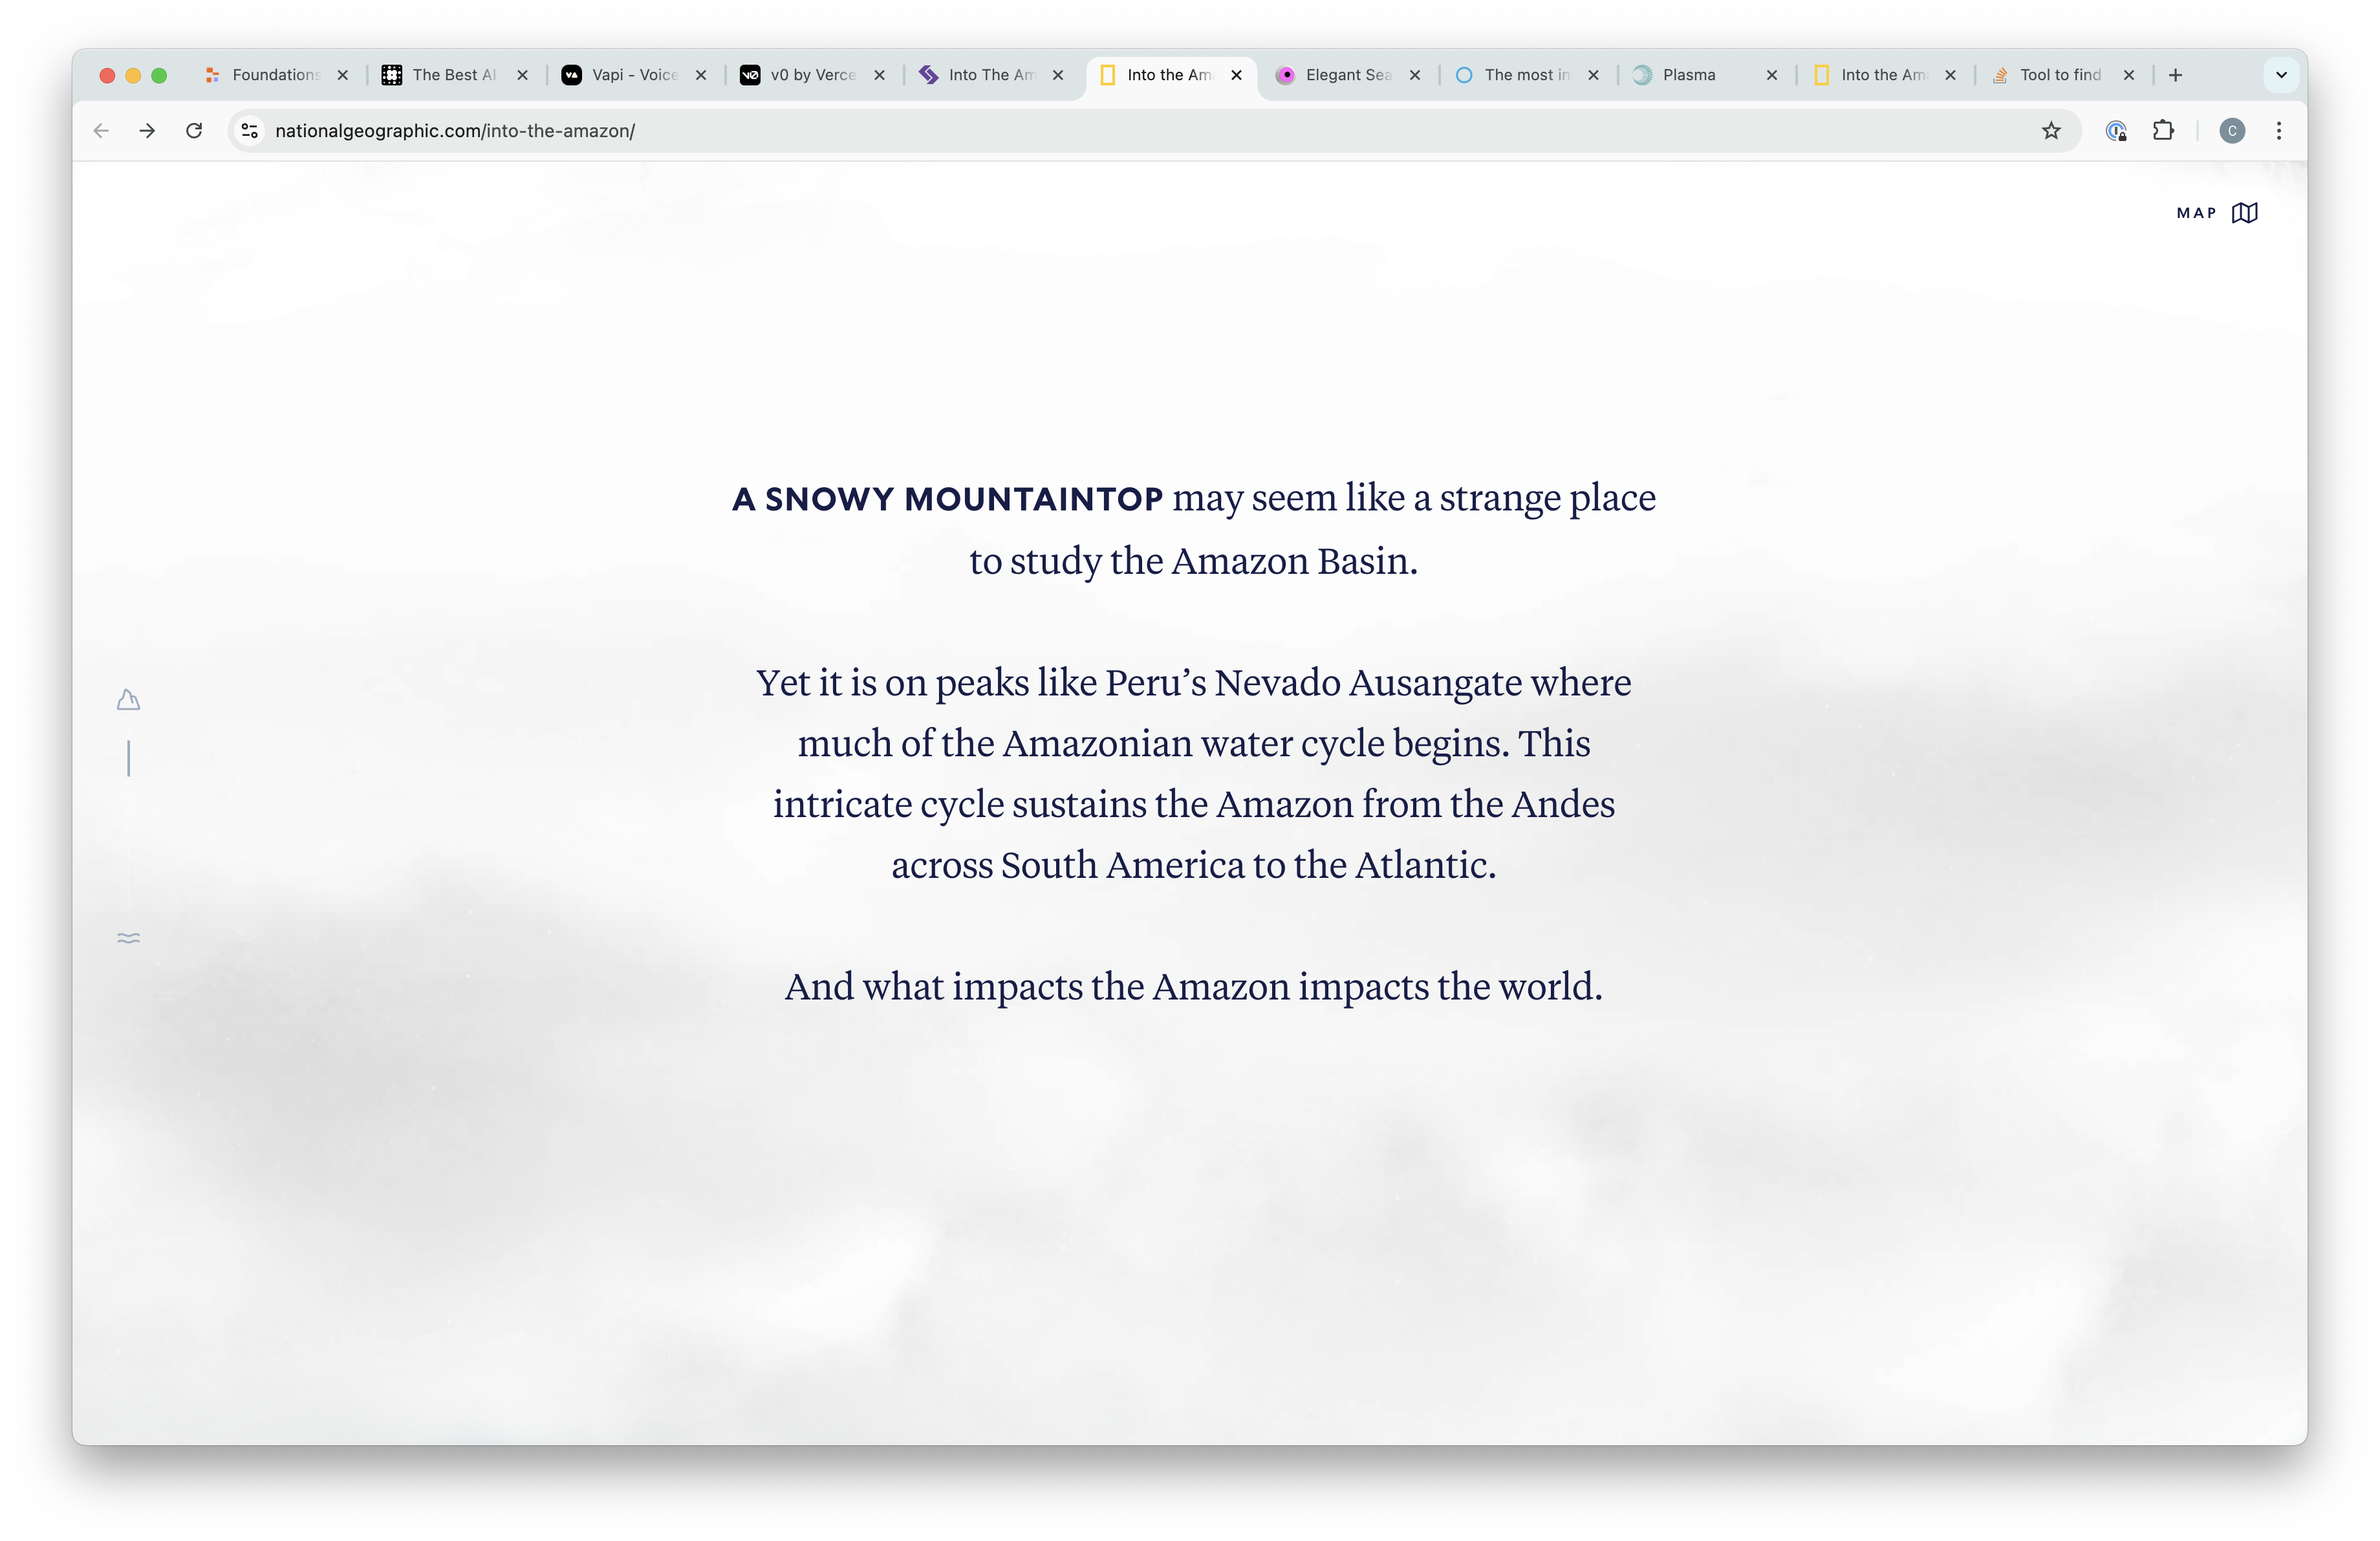 Foundations
The Best AI
Vapi - Voice
v0 by Verce
Into The Am
Into the Ama
Elegant Sea
The most in
Plasma
Into the Am
Tool to find
nationalgeographic.com/into-the-amazon/
C
MAP
A SNOWY MOUNTAINTOP may seem like a strange place
to study the Amazon Basin.
Yet it is on peaks like Peru’s Nevado Ausangate where
much of the Amazonian water cycle begins. This
intricate cycle sustains the Amazon from the Andes
across South America to the Atlantic.
And what impacts the Amazon impacts the world.